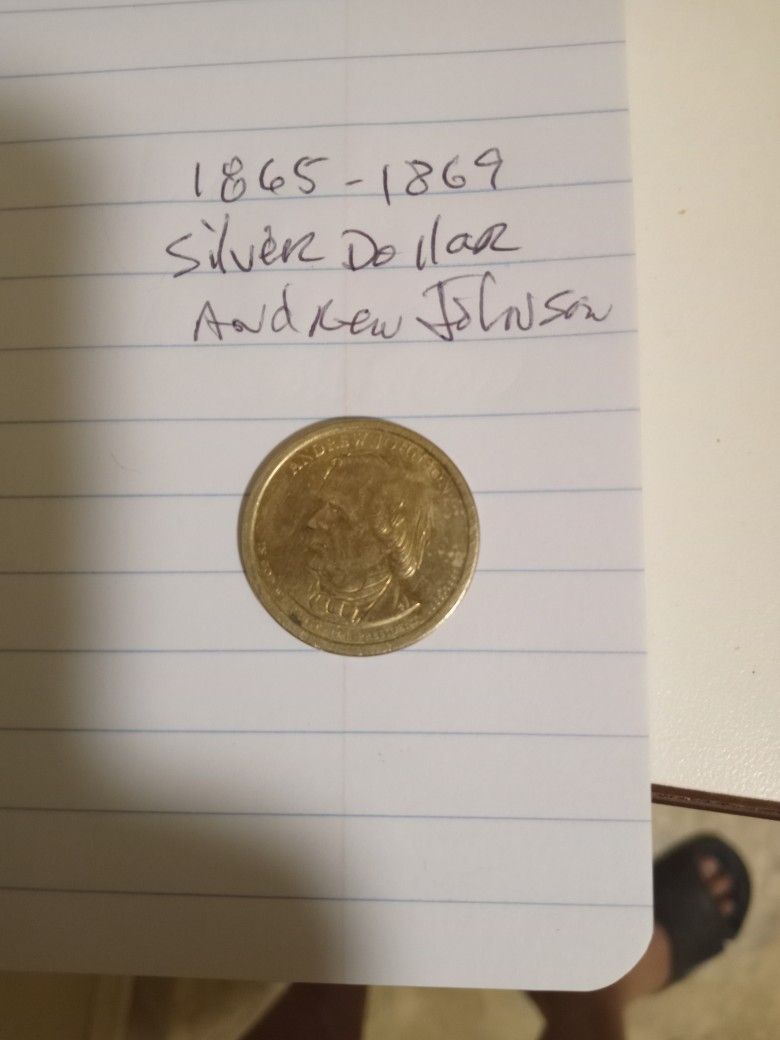 1865-1869
Silver Dollar
Andrew Johnson
ANDREW JOHNSON